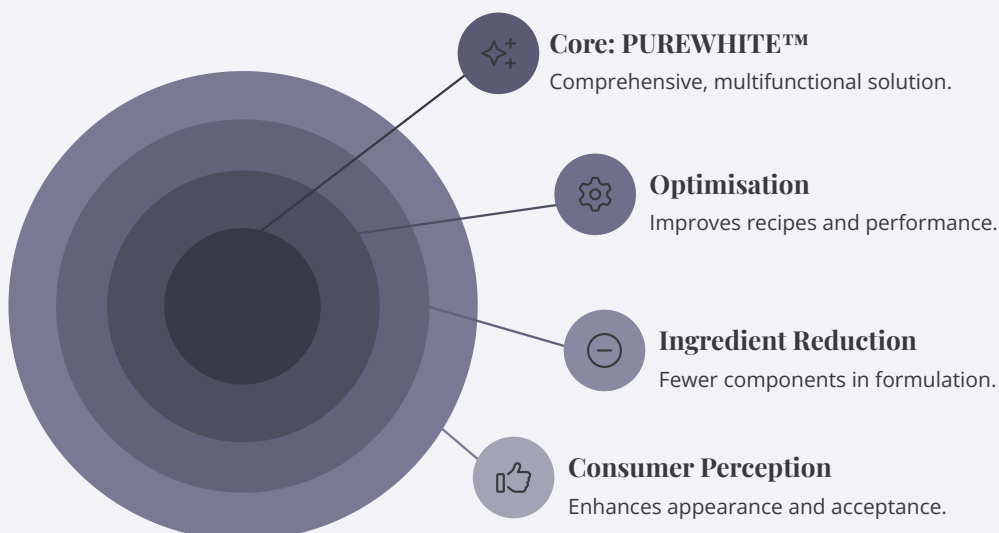 Core: PUREWHITE™
Comprehensive, multifunctional solution.
Optimisation
Improves recipes and performance.
Ingredient Reduction
Fewer components in formulation.
Consumer Perception
Enhances appearance and acceptance.